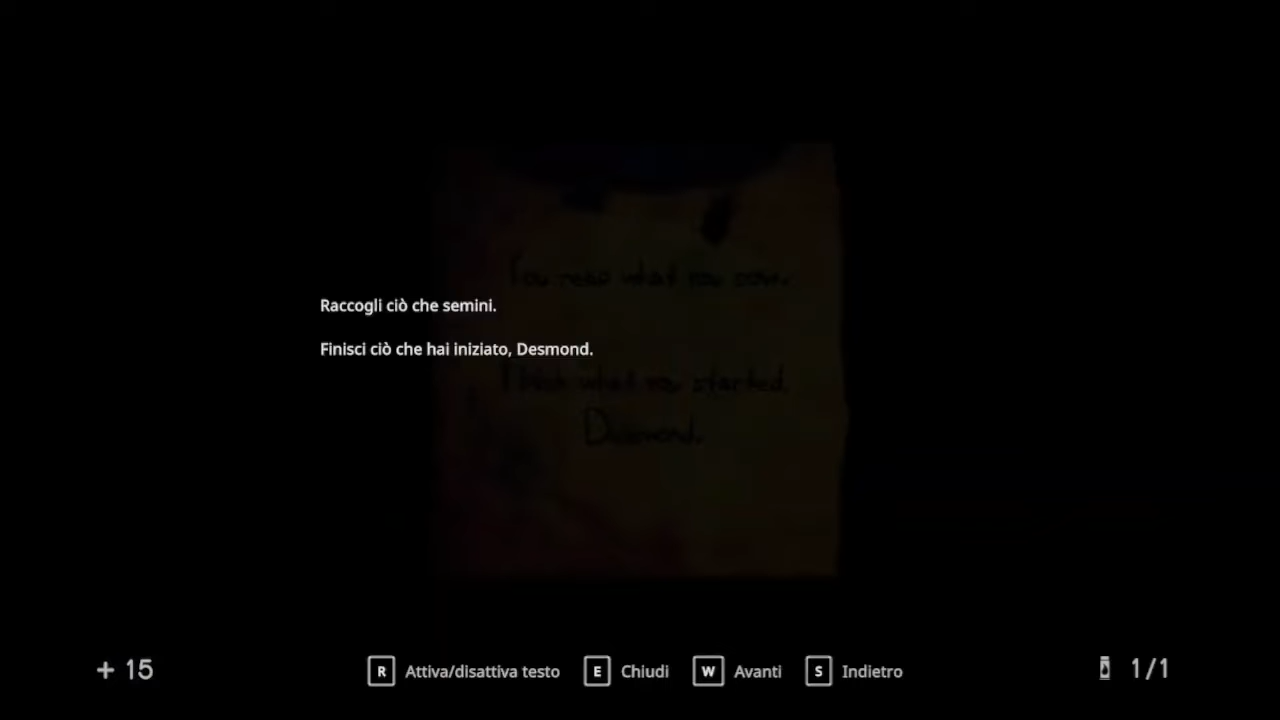 You reap what you sow.
Raccogli ciò che semini.
Finisci ciò che hai iniziato, Desmond.
Finish what you started,
Desmond.
+ 15
R Attiva/disattiva testo E Chiudi W Avanti S Indietro
1/1